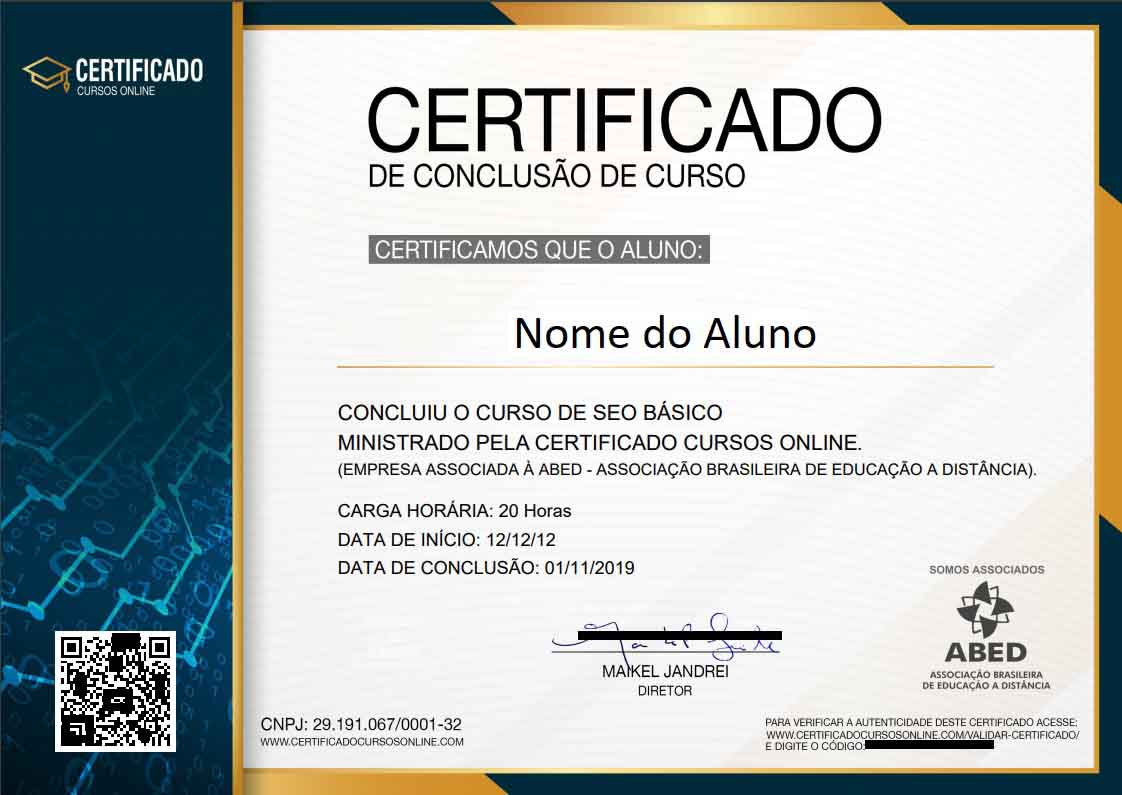 CERTIFICADO
CURSOS ONLINE
CERTIFICADO
DE CONCLUSÃO DE CURSO
CERTIFICAMOS QUE O ALUNO:
Nome do Aluno
CONCLUIU O CURSO DE SEO BÁSICO
MINISTRADO PELA CERTIFICADO CURSOS ONLINE.
(EMPRESA ASSOCIADA À ABED - ASSOCIAÇÃO BRASILEIRA DE EDUCAÇÃO A DISTÂNCIA).
CARGA HORÁRIA: 20 Horas
DATA DE INÍCIO: 12/12/12
DATA DE CONCLUSÃO: 01/11/2019
MAIKEL JANDREI
DIRETOR
SOMOS ASSOCIADOS
ABED
ASSOCIAÇÃO BRASILEIRA
DE EDUCAÇÃO A DISTÂNCIA
CNPJ: 29.191.067/0001-32
WWW.CERTIFICADOCURSOSONLINE.COM
PARA VERIFICAR A AUTENTICIDADE DESTE CERTIFICADO ACESSE:
WWW.CERTIFICADOCURSOSONLINE.COM/VALIDAR-CERTIFICADO/
E DIGITE O CÓDIGO: